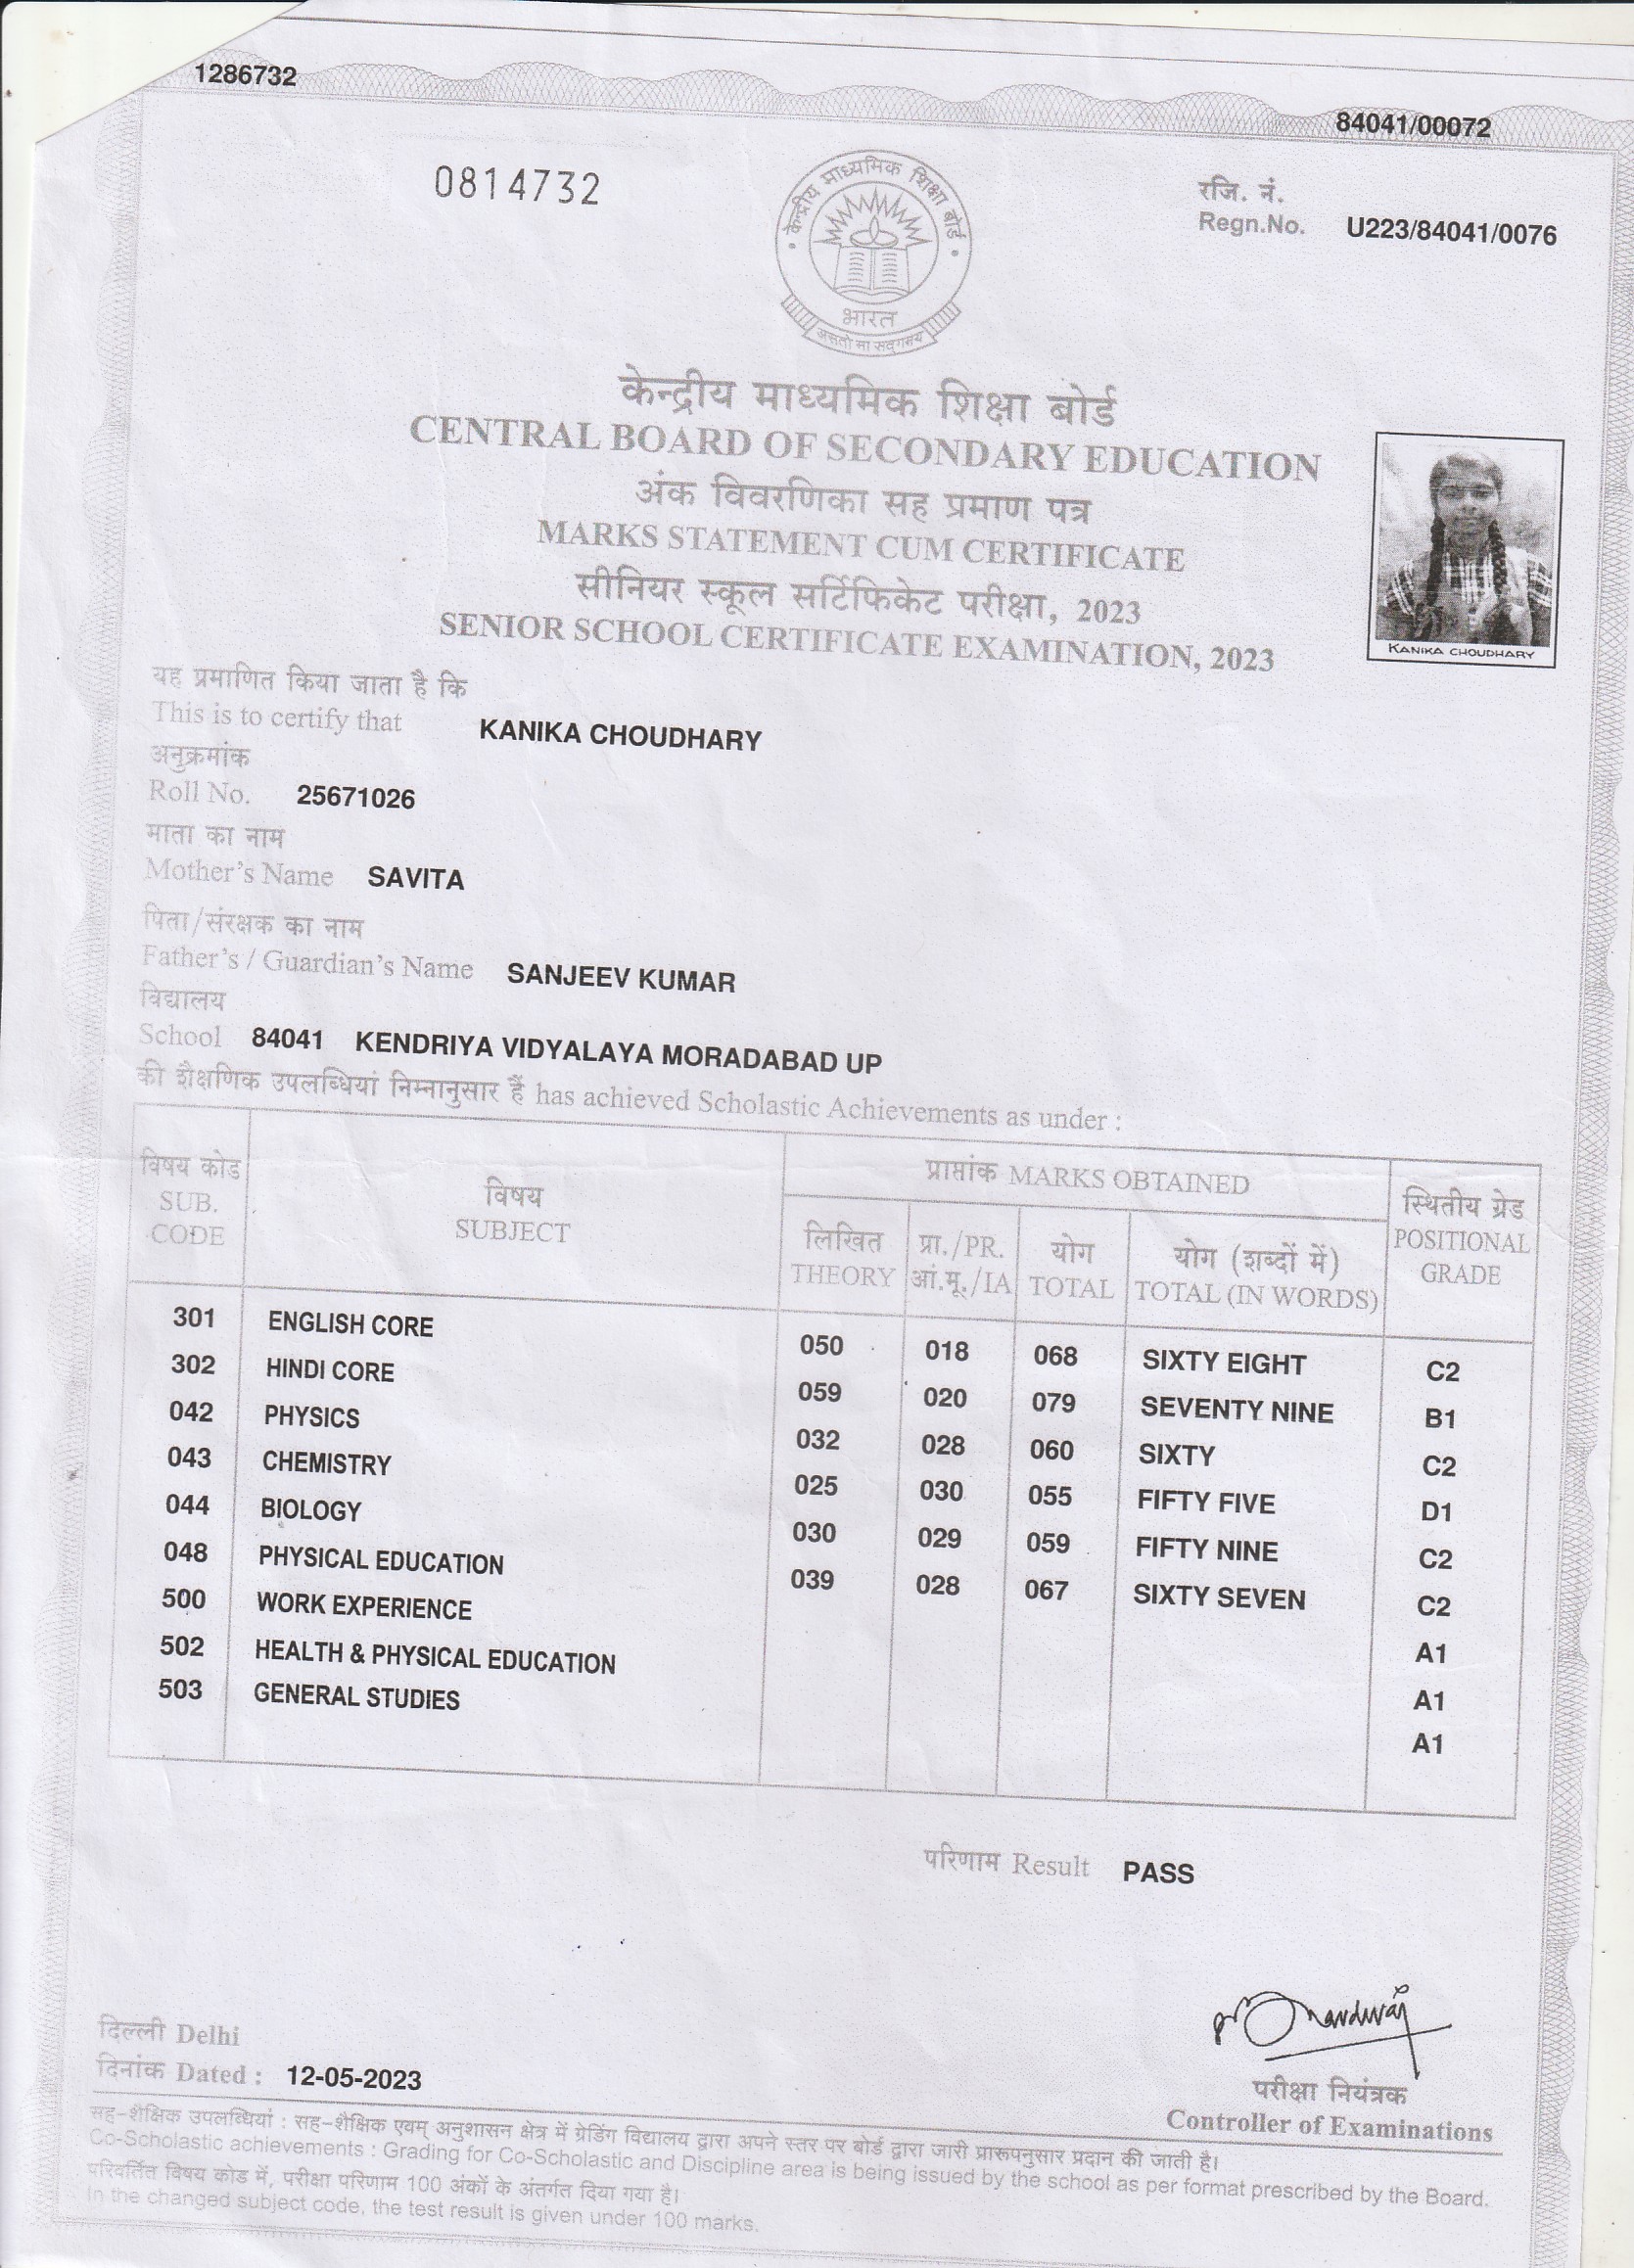 1286732
84041/00072
0814732
रजि. नं.
Regn.No. U223/84041/0076
केन्द्रीय माध्यमिक शिक्षा बोर्ड
भारत
असतो मा सद्गमय
केन्द्रीय माध्यमिक शिक्षा बोर्ड
CENTRAL BOARD OF SECONDARY EDUCATION
अंक विवरणिका सह प्रमाण पत्र
MARKS STATEMENT CUM CERTIFICATE
सीनियर स्कूल सर्टिफिकेट परीक्षा, 2023
SENIOR SCHOOL CERTIFICATE EXAMINATION, 2023
KANIKA CHOUDHARY
यह प्रमाणित किया जाता है कि
This is to certify that KANIKA CHOUDHARY
अनुक्रमांक
Roll No. 25671026
माता का नाम
Mother's Name SAVITA
पिता/संरक्षक का नाम
Father's / Guardian's Name SANJEEV KUMAR
विद्यालय
School 84041 KENDRIYA VIDYALAYA MORADABAD UP
की शैक्षणिक उपलब्धियां निम्नानुसार हैं has achieved Scholastic Achievements as under :
विषय कोड SUB. CODE विषय SUBJECT प्राप्तांक MARKS OBTAINED स्थितीय ग्रेड POSITIONAL GRADE
लिखित THEORY प्रा./PR. आं.मू./IA योग TOTAL योग (शब्दों में) TOTAL (IN WORDS)
301 ENGLISH CORE 050 018 068 SIXTY EIGHT C2
302 HINDI CORE 059 020 079 SEVENTY NINE B1
042 PHYSICS 032 028 060 SIXTY C2
043 CHEMISTRY 025 030 055 FIFTY FIVE D1
044 BIOLOGY 030 029 059 FIFTY NINE C2
048 PHYSICAL EDUCATION 039 028 067 SIXTY SEVEN C2
500 WORK EXPERIENCE A1
502 HEALTH & PHYSICAL EDUCATION A1
503 GENERAL STUDIES A1
परिणाम Result PASS
दिल्ली Delhi
दिनांक Dated : 12-05-2023
परीक्षा नियंत्रक
Controller of Examinations
सह-शैक्षिक उपलब्धियां : सह-शैक्षिक एवम् अनुशासन क्षेत्र में ग्रेडिंग विद्यालय द्वारा अपने स्तर पर बोर्ड द्वारा जारी प्रारूपनुसार प्रदान की जाती है।
Co-Scholastic achievements : Grading for Co-Scholastic and Discipline area is being issued by the school as per format prescribed by the Board.
परिवर्तित विषय कोड में, परीक्षा परिणाम 100 अंकों के अंतर्गत दिया गया है।
In the changed subject code, the test result is given under 100 marks.